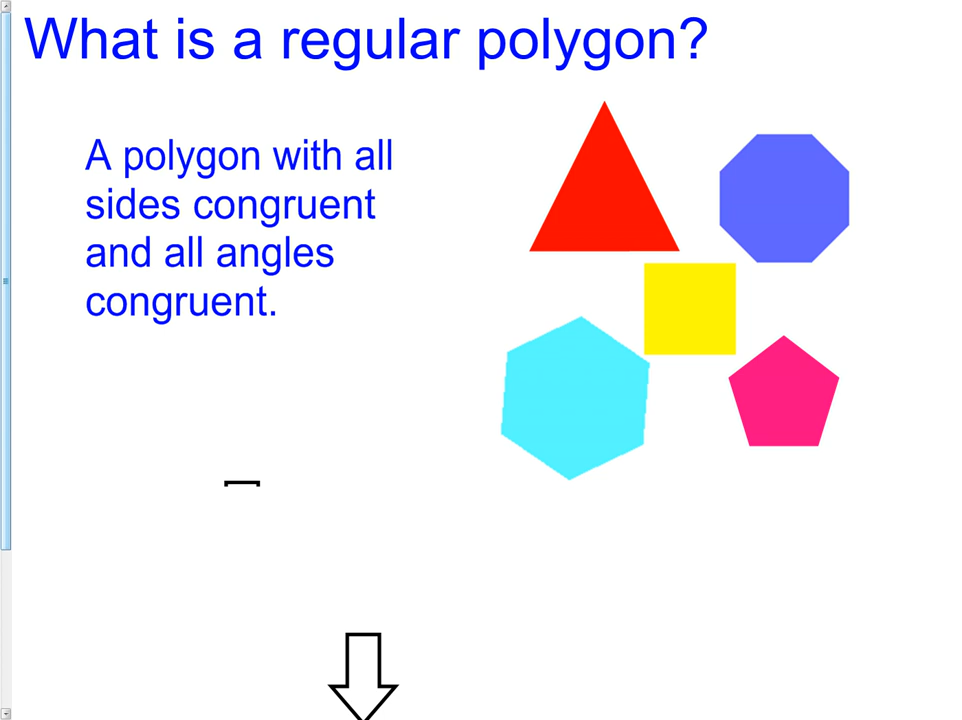 What is a regular polygon?
A polygon with all
sides congruent
and all angles
congruent.